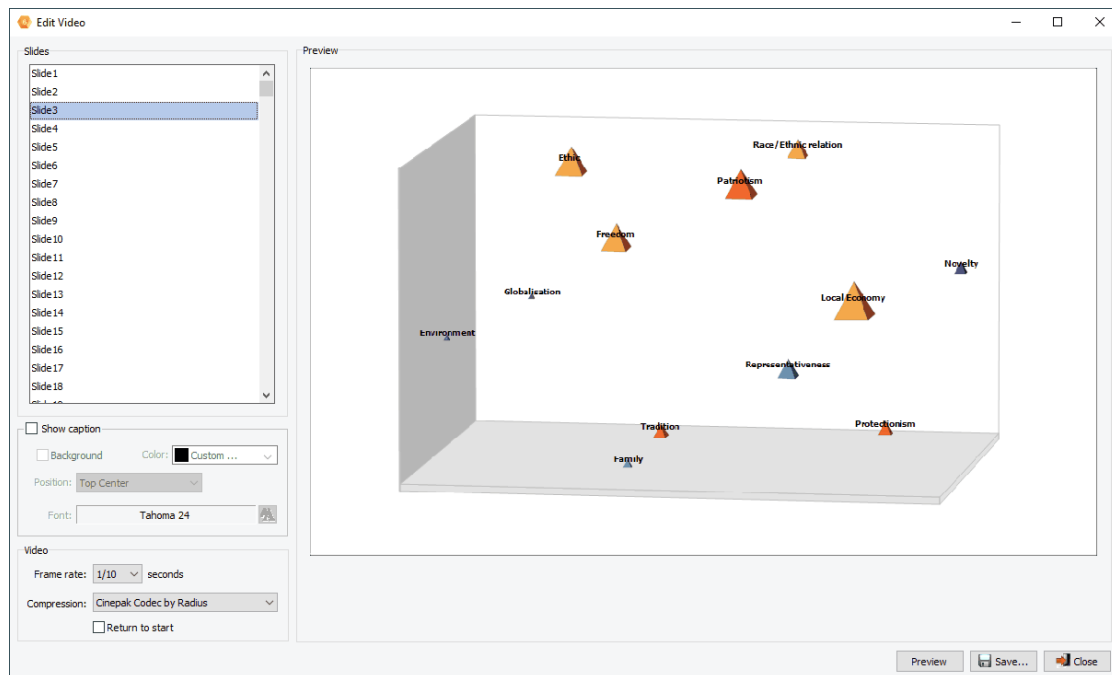 Edit Video
Slides
Slide1
Slide2
Slide3
Slide4
Slide5
Slide6
Slide7
Slide8
Slide9
Slide10
Slide11
Slide12
Slide13
Slide14
Slide15
Slide16
Slide17
Slide18
Show caption
Background
Color:
Custom ...
Position:
Top Center
Font:
Tahoma 24
Video
Frame rate:
1/10
seconds
Compression:
Cinepak Codec by Radius
Return to start
Preview
Race/Ethnic relation
Ethic
Patriotism
Freedom
Novelty
Globalisation
Local Economy
Environment
Representativeness
Tradition
Protectionism
Family
Preview
Save...
Close